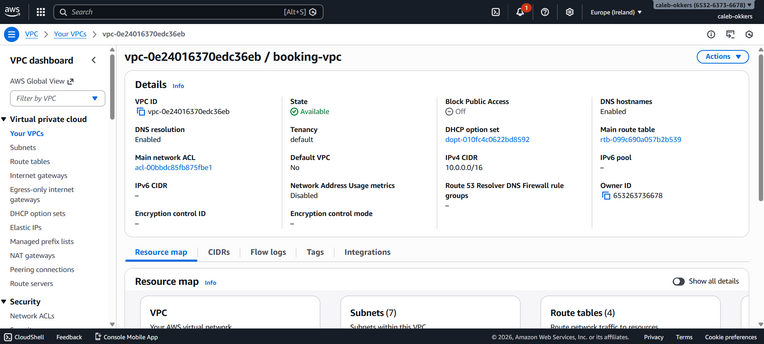 aws
Search
[Alt+S]
1
Europe (Ireland)
caleb-okkers (6532-6373-6678)
caleb-okkers
VPC
Your VPCs
vpc-0e24016370edc36eb
VPC dashboard
AWS Global View
Filter by VPC
Virtual private cloud
Your VPCs
Subnets
Route tables
Internet gateways
Egress-only internet
gateways
DHCP option sets
Elastic IPs
Managed prefix lists
NAT gateways
Peering connections
Route servers
Security
Network ACLs
vpc-0e24016370edc36eb / booking-vpc
Actions
Details Info
VPC ID
vpc-0e24016370edc36eb
State
Available
Block Public Access
Off
DNS hostnames
Enabled
DNS resolution
Enabled
Tenancy
default
DHCP option set
dopt-010fc4c0622bd8592
Main route table
rtb-099c690a057b2b539
Main network ACL
acl-00bbdc85fb875fbe1
Default VPC
No
IPv4 CIDR
10.0.0.0/16
IPv6 pool
–
IPv6 CIDR
–
Network Address Usage metrics
Disabled
Route 53 Resolver DNS Firewall rule
groups
–
Owner ID
653263736678
Encryption control ID
–
Encryption control mode
–
Resource map
CIDRs
Flow logs
Tags
Integrations
Resource map Info
Show all details
VPC
Your AWS virtual network
Subnets (7)
Subnets within this VPC
Route tables (4)
Route network traffic to resources
CloudShell
Feedback
Console Mobile App
© 2026, Amazon Web Services, Inc. or its affiliates.
Privacy
Terms
Cookie preferences